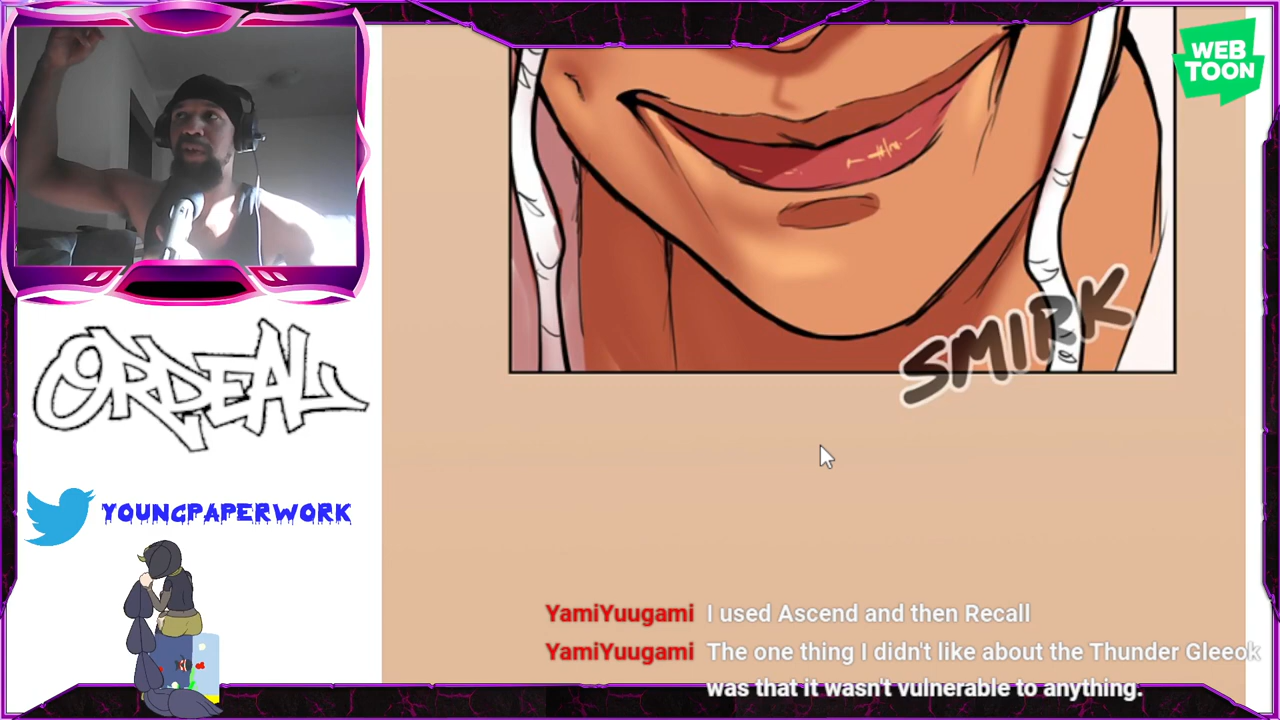 WEB
TOON
SMIRK
ORDEAL
YOUNGPAPERWORK
YamiYuugami I used Ascend and then Recall
YamiYuugami The one thing I didn't like about the Thunder Gleeok
was that it wasn't vulnerable to anything.